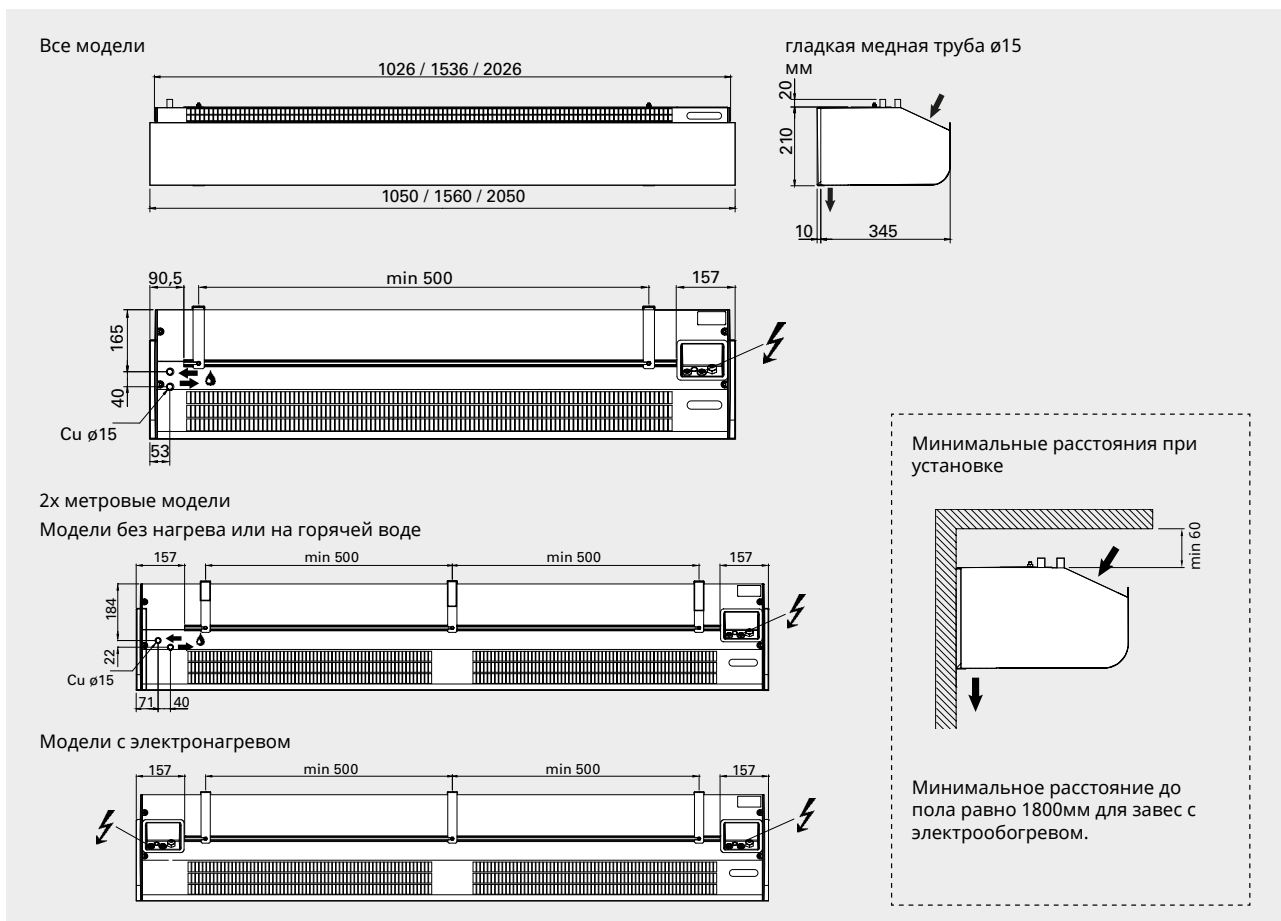 Все модели
1026 / 1536 / 2026
1050 / 1560 / 2050
гладкая медная труба ø15
мм
20
210
10
345
90,5
min 500
157
165
40
Cu ø15
53
2х метровые модели
Модели без нагрева или на горячей воде
157
min 500
min 500
157
184
22
Cu ø15
71
40
Модели с электронагревом
157
min 500
min 500
157
Минимальные расстояния при
установке
min 60
Минимальное расстояние до
пола равно 1800мм для завес с
электрообогревом.